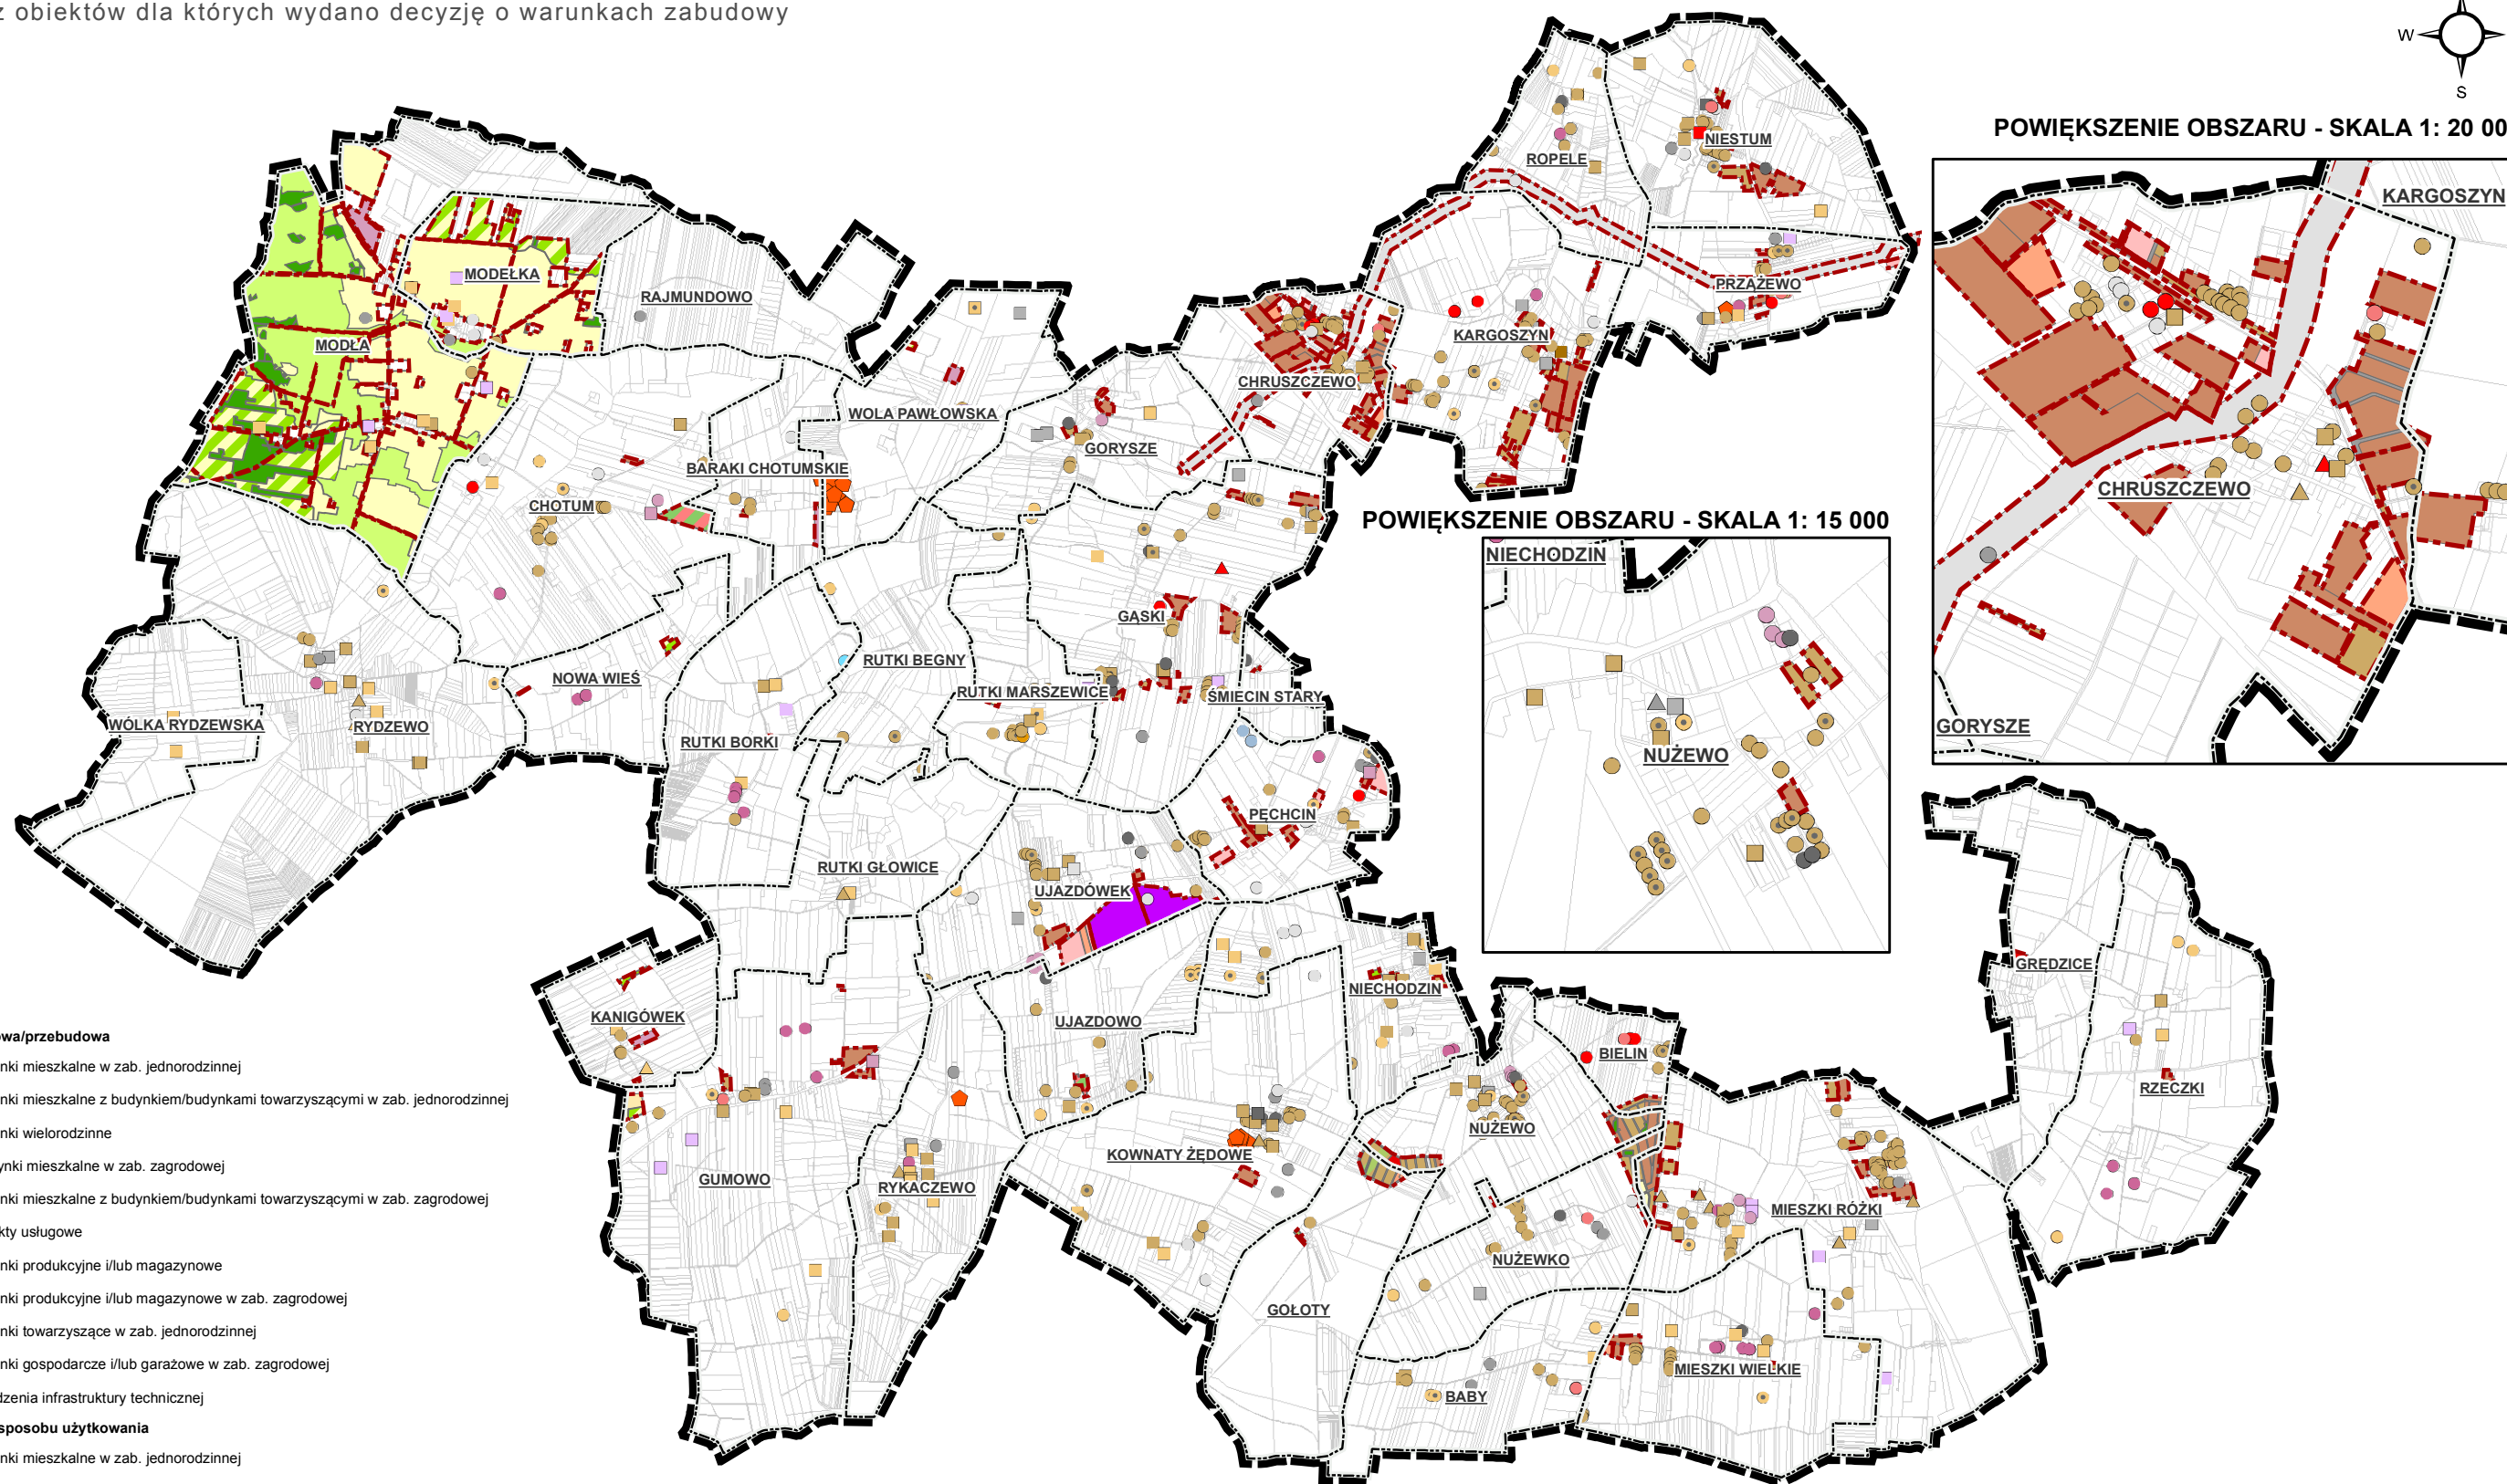 z obiektów dla których wydano decyzję o warunkach zabudowy
W
S
POWIĘKSZENIE OBSZARU - SKALA 1: 20 00
KARGOSZYN
CHRUSZCZEWO
GORYSZE
NIESTUM
ROPELE
PRZĄŻEWO
KARGOSZYN
CHRUSZCZEWO
MODEŁKA
RAJMUNDOWO
MODŁA
WOLA PAWŁOWSKA
GORYSZE
BARAKI CHOTUMSKIE
CHOTUM
POWIĘKSZENIE OBSZARU - SKALA 1: 15 000
NIECHODZIN
NUŻEWO
GĄSKI
RUTKI BEGNY
NOWA WIEŚ
RUTKI MARSZEWICE
ŚMIECIN STARY
WÓLKA RYDZEWSKA
RYDZEWO
RUTKI BORKI
PĘCHCIN
RUTKI GŁOWICE
UJAZDÓWEK
GRĘDZICE
NIECHODZIN
KANIGÓWEK
UJAZDOWO
BIELIN
RZECZKI
NUŻEWO
KOWNATY ŻĘDOWE
GUMOWO
RYKACZEWO
MIESZKI RÓŻKI
NUŻEWKO
GOŁOTY
MIESZKI WIELKIE
BABY
owa/przebudowa
nki mieszkalne w zab. jednorodzinnej
nki mieszkalne z budynkiem/budynkami towarzyszącymi w zab. jednorodzinnej
nki wielorodzinne
ynki mieszkalne w zab. zagrodowej
nki mieszkalne z budynkiem/budynkami towarzyszącymi w zab. zagrodowej
kty usługowe
nki produkcyjne i/lub magazynowe
nki produkcyjne i/lub magazynowe w zab. zagrodowej
nki towarzyszące w zab. jednorodzinnej
nki gospodarcze i/lub garażowe w zab. zagrodowej
dzenia infrastruktury technicznej
sposobu użytkowania
nki mieszkalne w zab. jednorodzinnej